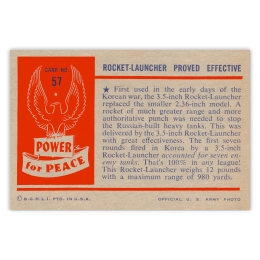 CARD NO.
57
POWER
for PEACE
© B.G.H.L.I. PTD. IN U.S.A.
ROCKET-LAUNCHER PROVED EFFECTIVE
★ First used in the early days of the
Korean war, the 3.5-inch Rocket-Launcher
replaced the smaller 2.36-inch model. A
rocket of much greater range and more
authoritative punch was needed to stop
the Russian-built heavy tanks. This was
delivered by the 3.5-inch Rocket-Launcher
with great effectiveness. The first seven
rounds fired in Korea by a 3.5-inch
Rocket-Launcher accounted for seven en-
emy tanks. That's 100% in any league!
This Rocket-Launcher weighs 12 pounds
with a maximum range of 980 yards.
OFFICIAL U. S. ARMY PHOTO